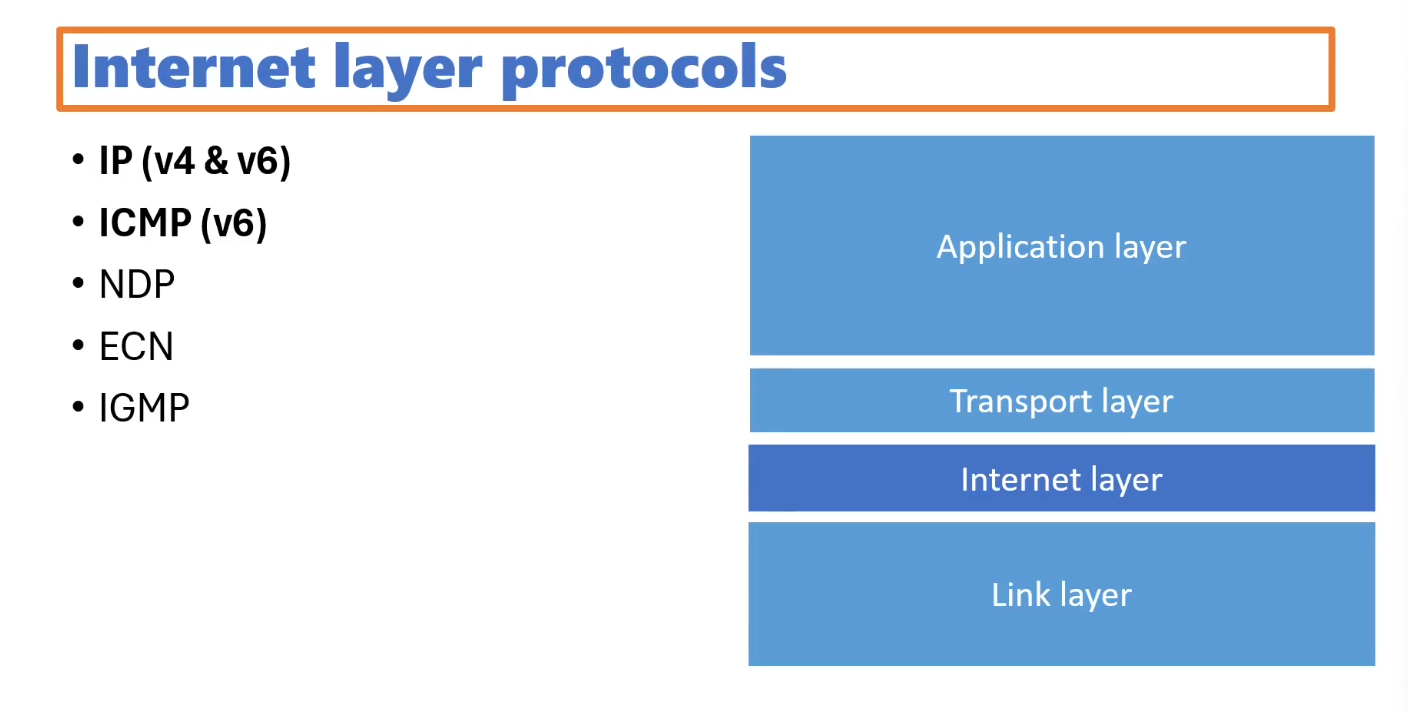 Internet layer protocols
• IP (v4 & v6)
• ICMP (v6)
• NDP
• ECN
• IGMP
Application layer
Transport layer
Internet layer
Link layer